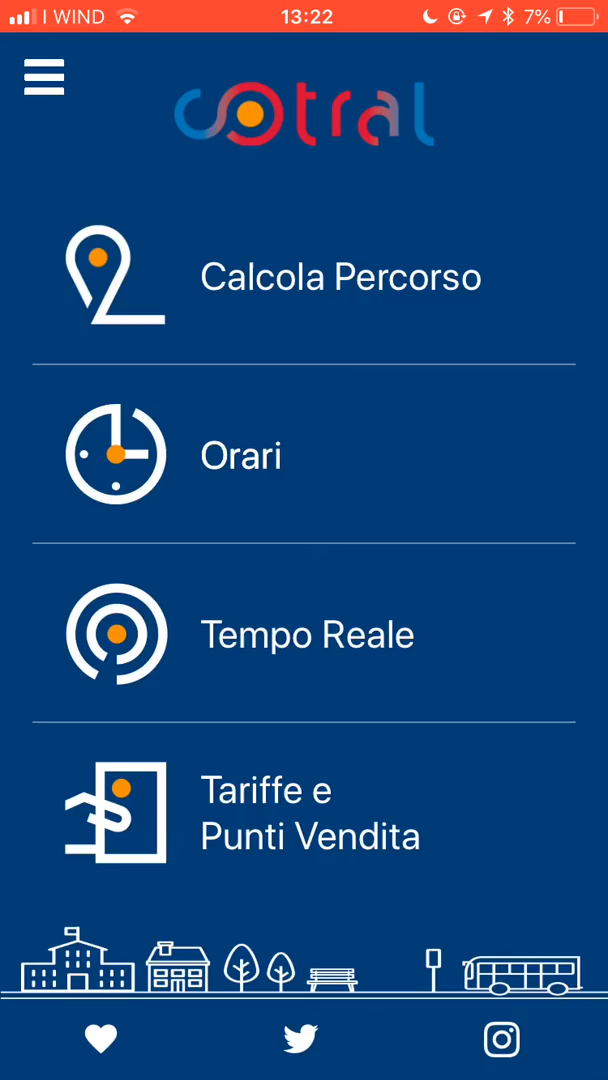 I WIND 13:22 7%
cotral
Calcola Percorso
Orari
Tempo Reale
Tariffe e
Punti Vendita